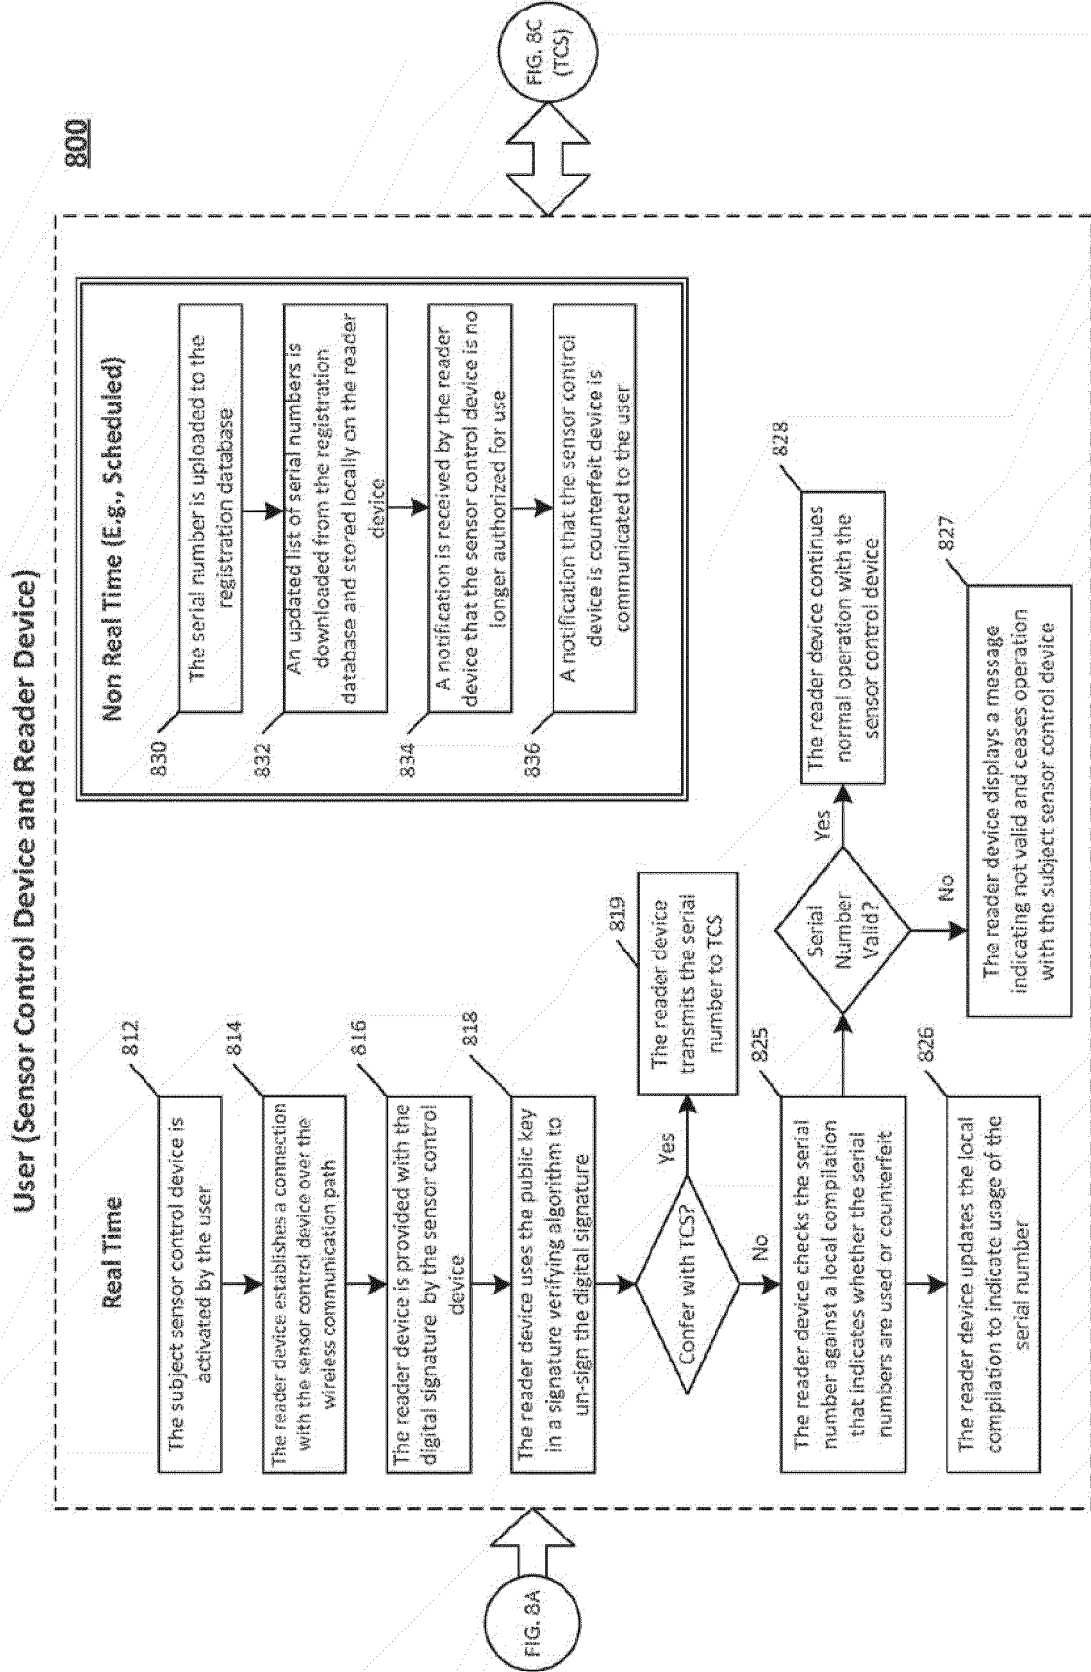 User (Sensor Control Device and Reader Device)
800
FIG. 8A
FIG. 8C
(TCS)
Real Time
812
The subject sensor control device is
activated by the user
814
The reader device establishes a connection
with the sensor control device over the
wireless communication path
816
The reader device is provided with the
digital signature by the sensor control
device
818
The reader device uses the public key
in a signature verifying algorithm to
un-sign the digital signature
Confer with TCS?
Yes
819
The reader device
transmits the serial
number to TCS
No
825
The reader device checks the serial
number against a local compilation
that indicates whether the serial
numbers are used or counterfeit
826
The reader device updates the local
compilation to indicate usage of the
serial number
Serial
Number
Valid?
Yes
828
The reader device continues
normal operation with the
sensor control device
No
827
The reader device displays a message
indicating not valid and ceases operation
with the subject sensor control device
Non Real Time (E.g., Scheduled)
830
The serial number is uploaded to the
registration database
832
An updated list of serial numbers is
downloaded from the registration
database and stored locally on the reader
device
834
A notification is received by the reader
device that the sensor control device is no
longer authorized for use
836
A notification that the sensor control
device is counterfeit device is
communicated to the user